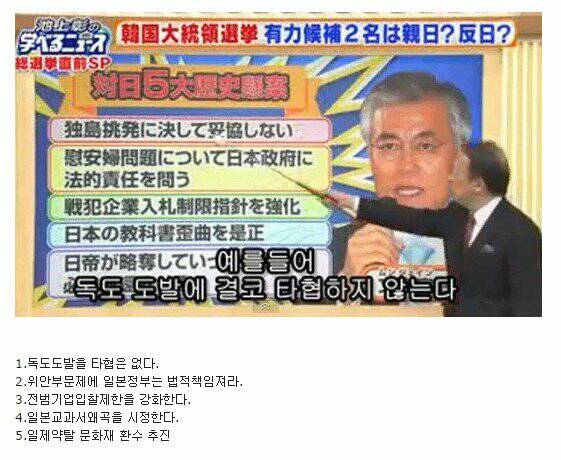 池上彰の
学べるニュース
総選挙直前SP
韓国大統領選挙 有力候補2名は親日?反日?
対日5大歴史懸案
独島挑発に決して妥協しない
慰安婦問題について日本政府に
法的責任を問う
戦犯企業入札制限指針を強化
日本の教科書歪曲を是正
日帝が略奪していっ
예를들어
독도 도발에 결코 타협하지 않는다
1.독도도발을 타협은 없다.
2.위안부문제에 일본정부는 법적책임져라.
3.전범기업입찰제한을 강화한다.
4.일본교과서왜곡을 시정한다.
5.일제약탈 문화재 환수 추진